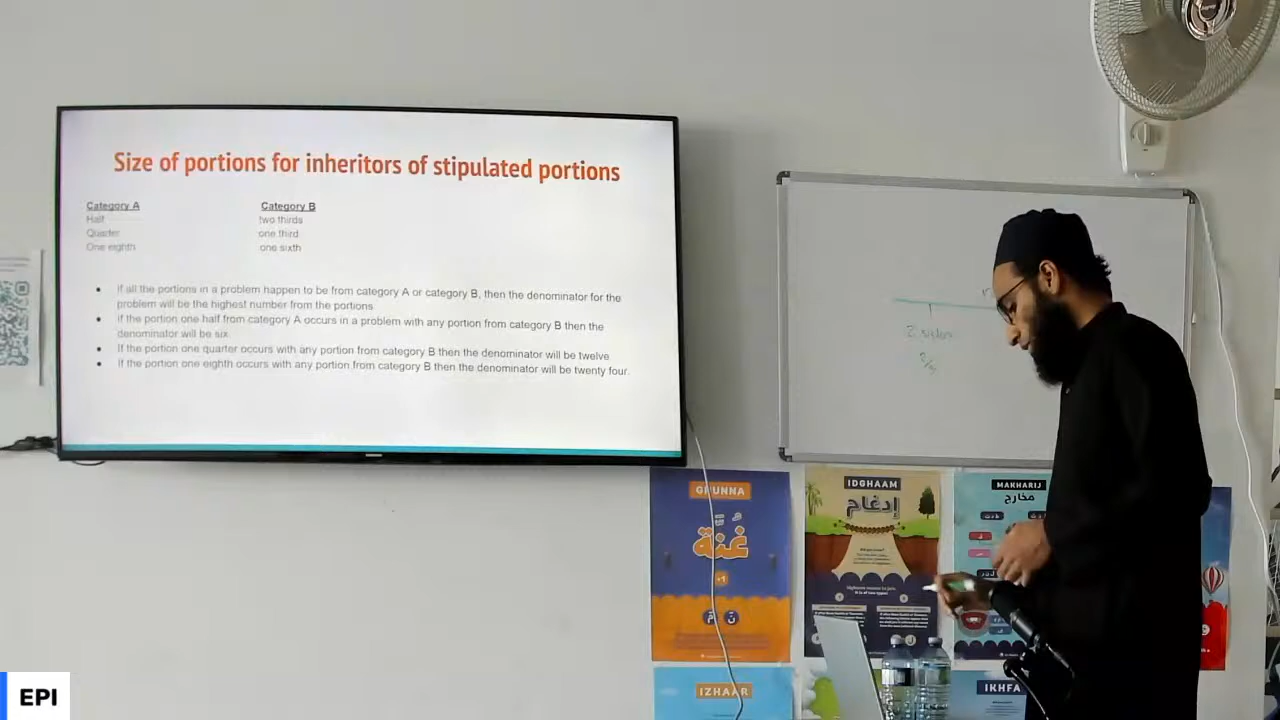 Size of portions for inheritors of stipulated portions
Category A
Category B
Half
two thirds
Quarter
one third
One eighth
one sixth
If all the portions in a problem happen to be from category A or category B, then the denominator for the
problem will be the highest number from the portions
If the portion one half from category A occurs in a problem with any portion from category B then the
denominator will be six.
If the portion one quarter occurs with any portion from category B then the denominator will be twelve
If the portion one eighth occurs with any portion from category B then the denominator will be twenty four.
GHUNNA
غُنَّة
IDGHAAM
إدغام
MAKHARIJ
مخارج
IZHAAR
IKHFA
EPI